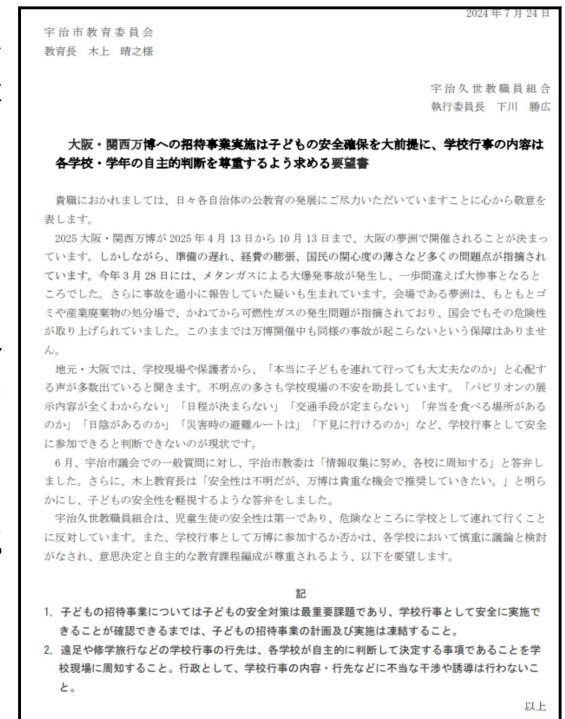 2024 年 7 月 24 日
宇治市教育委員会
教育長　木上　晴之様
宇治久世教職員組合
執行委員長　下川　勝広
大阪・関西万博への招待事業実施は子どもの安全確保を大前提に、学校行事の内容は
各学校・学年の自主的判断を尊重するよう求める要望書
貴職におかれましては、日々各自治体の公教育の発展にご尽力いただいていますことに心から敬意を
表します。
2025 大阪・関西万博が 2025 年 4 月 13 日から 10 月 13 日まで、大阪の夢洲で開催されることが決まっ
ています。しかしながら、準備の遅れ、経費の膨張、国民の関心度の薄さなど多くの問題点が指摘され
ています。今年 3 月 28 日には、メタンガスによる大爆発事故が発生し、一歩間違えば大惨事となると
ころでした。さらに事故を過小に報告していた疑いも生まれています。会場である夢洲は、もともとゴ
ミや産業廃棄物の処分場で、かねてから可燃性ガスの発生問題が指摘されており、国会でもその危険性
が取り上げられていました。このままでは万博開催中も同様の事故が起こらないという保障はありませ
ん。
地元・大阪では、学校現場や保護者から、「本当に子どもを連れて行っても大丈夫なのか」と心配す
る声が多数出ていると聞きます。不明点の多さも学校現場の不安を助長しています。「パビリオンの展
示内容が全くわからない」「日程が決まらない」「交通手段が定まらない」「弁当を食べる場所がある
のか」「日陰があるのか」「災害時の避難ルートは」「下見に行けるのか」など、学校行事として安全
に参加できると判断できないのが現状です。
6 月、宇治市議会での一般質問に対し、宇治市教委は「情報収集に努め、各校に周知する」と答弁し
ました。さらに、木上教育長は「安全性は不明だが、万博は貴重な機会で推奨していきたい。」と明ら
かにし、子どもの安全性を軽視するような答弁をしました。
宇治久世教職員組合は、児童生徒の安全性は第一であり、危険なところに学校として連れて行くこと
に反対しています。また、学校行事として万博に参加するか否かは、各学校において慎重に議論と検討
がなされ、意思決定と自主的な教育課程編成が尊重されるよう、以下を要望します。
記
1. 子どもの招待事業については子どもの安全対策は最重要課題であり、学校行事として安全に実施で
きることが確認できるまでは、子どもの招待事業の計画及び実施は凍結すること。
2. 遠足や修学旅行などの学校行事の行先は、各学校が自主的に判断して決定する事項であることを学
校現場に周知すること。行政として、学校行事の内容・行先などに不当な干渉や誘導は行わないこ
と。
以上